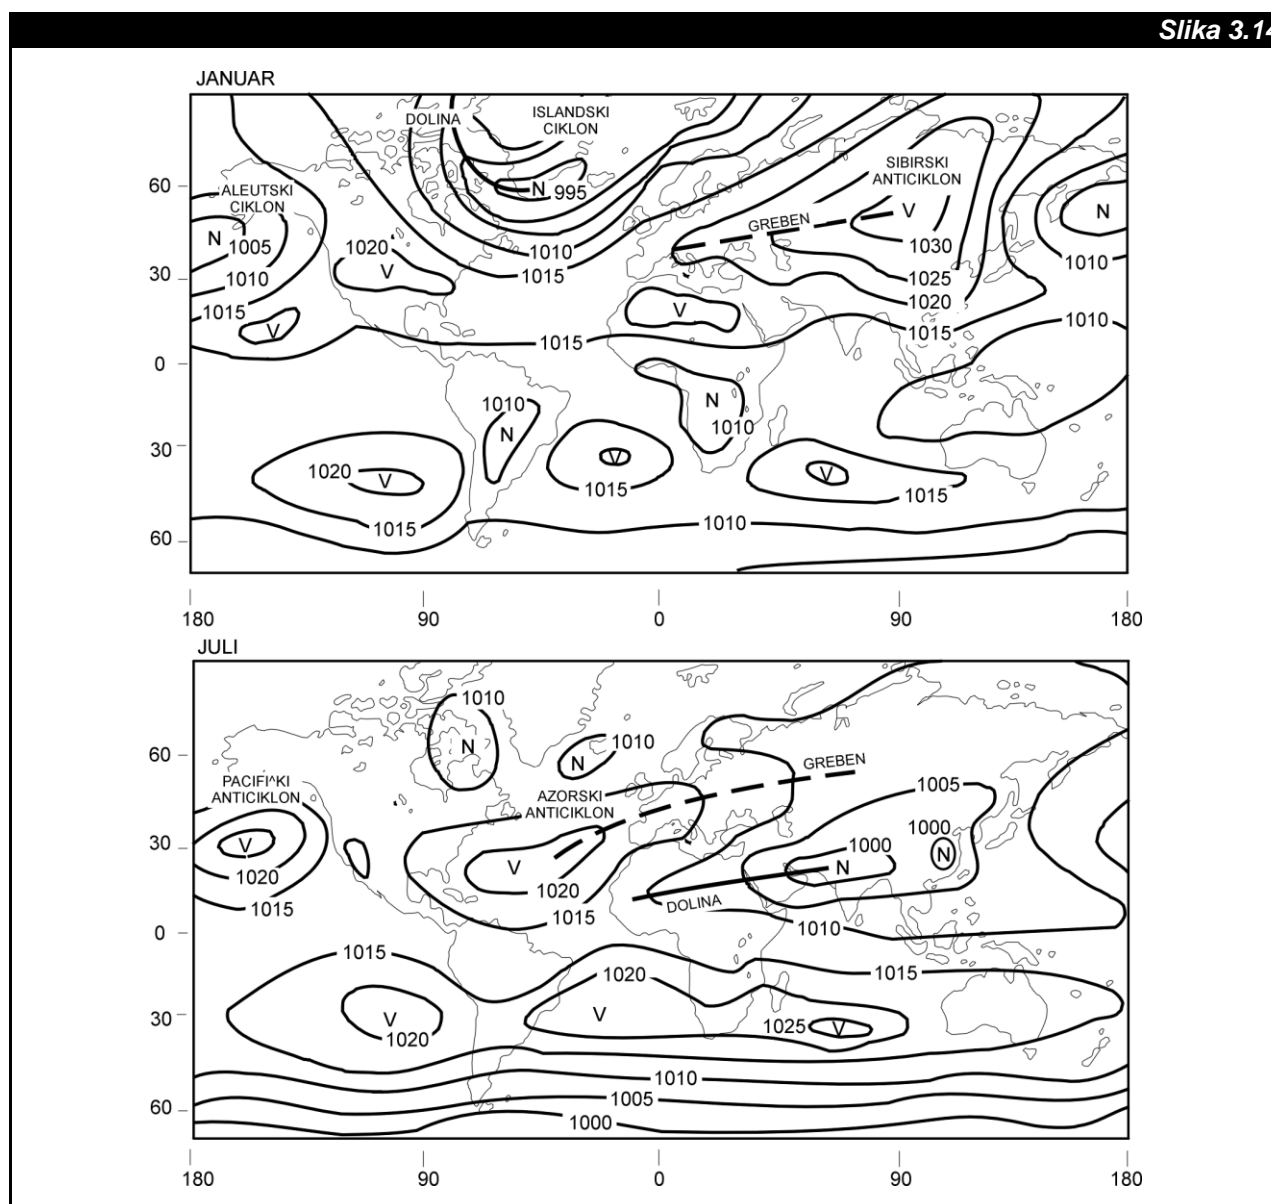 Slika 3.14
JANUAR
DOLINA
ISLANDSKI
CIKLON
SIBIRSKI
ANTICIKLON
60
ALEUTSKI
CIKLON
N
995
GREBEN
V
N
N
1005
1020
1010
1030
1010
30
1010
V
1015
1025
1015
1020
V
V
1010
1015
1015
1015
0
1010
N
1010
N
30
1020
V
V
V
1015
1015
1015
1010
60
180
90
0
90
180
JULI
1010
N
1010
60
N
GREBEN
PACIFI^KI
ANTICIKLON
AZORSKI
ANTICIKLON
1005
1000
30
V
1000
N
N
V
1020
1020
1015
DOLINA
1015
1010
0
1015
1020
1015
30
V
V
1025
V
1020
1010
1005
60
1000
180
90
0
90
180